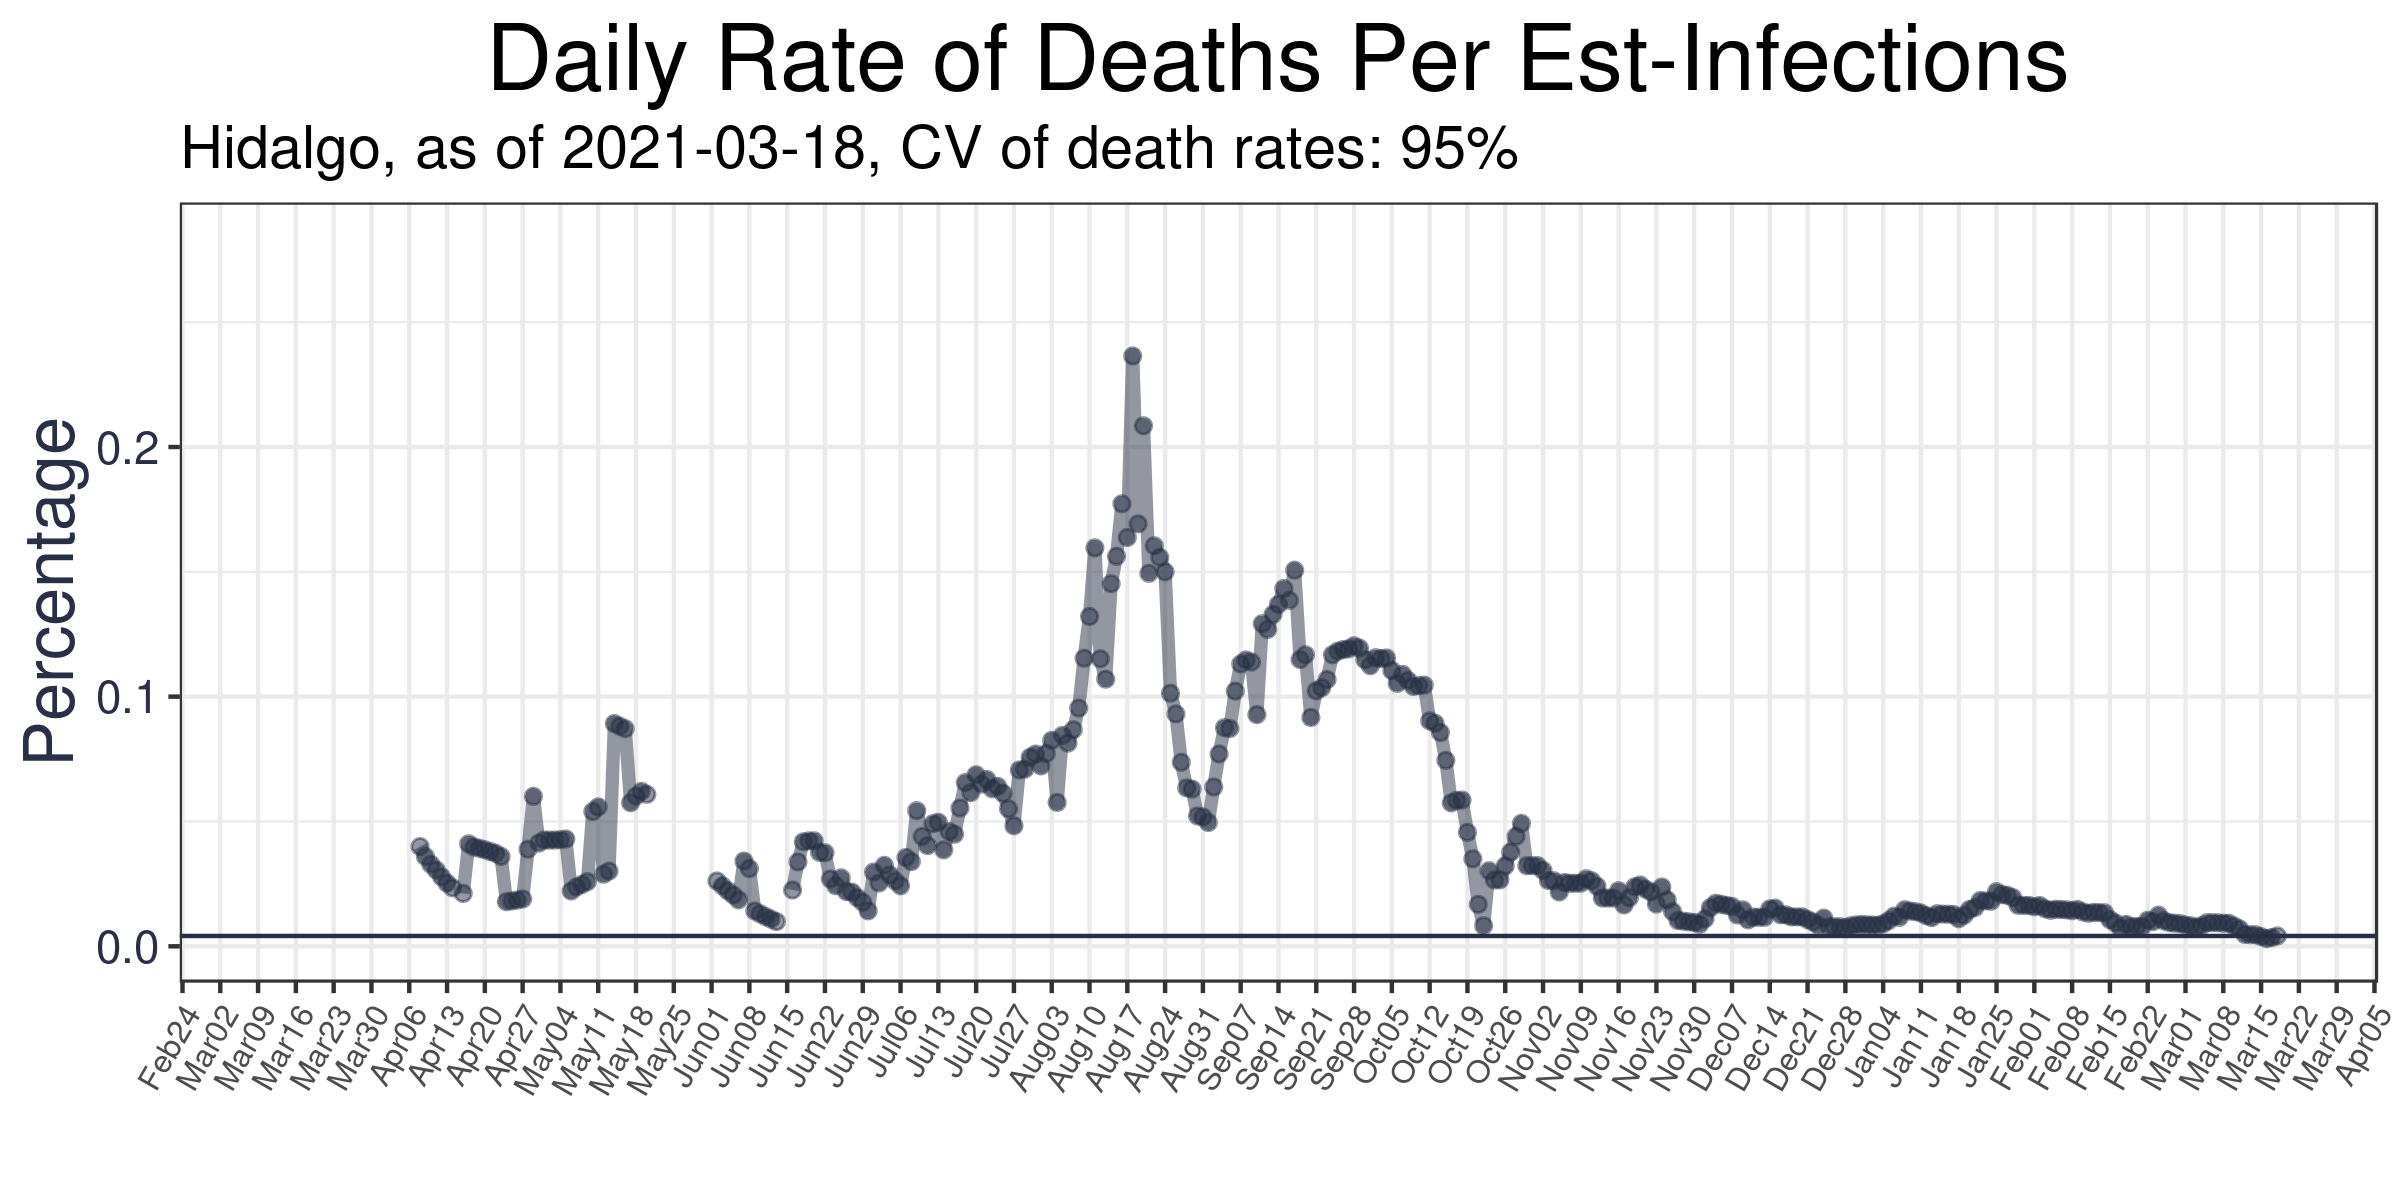 Daily Rate of Deaths Per Est-Infections
Hidalgo, as of 2021-03-18, CV of death rates: 95%
Percentage
0.2
0.1
0.0
Feb24
Mar02
Mar09
Mar16
Mar23
Mar30
Apr06
Apr13
Apr20
Apr27
May04
May11
May18
May25
Jun01
Jun08
Jun15
Jun22
Jun29
Jul06
Jul13
Jul20
Jul27
Aug03
Aug10
Aug17
Aug24
Aug31
Sep07
Sep14
Sep21
Sep28
Oct05
Oct12
Oct19
Oct26
Nov02
Nov09
Nov16
Nov23
Nov30
Dec07
Dec14
Dec21
Dec28
Jan04
Jan11
Jan18
Jan25
Feb01
Feb08
Feb15
Feb22
Mar01
Mar08
Mar15
Mar22
Mar29
Apr05